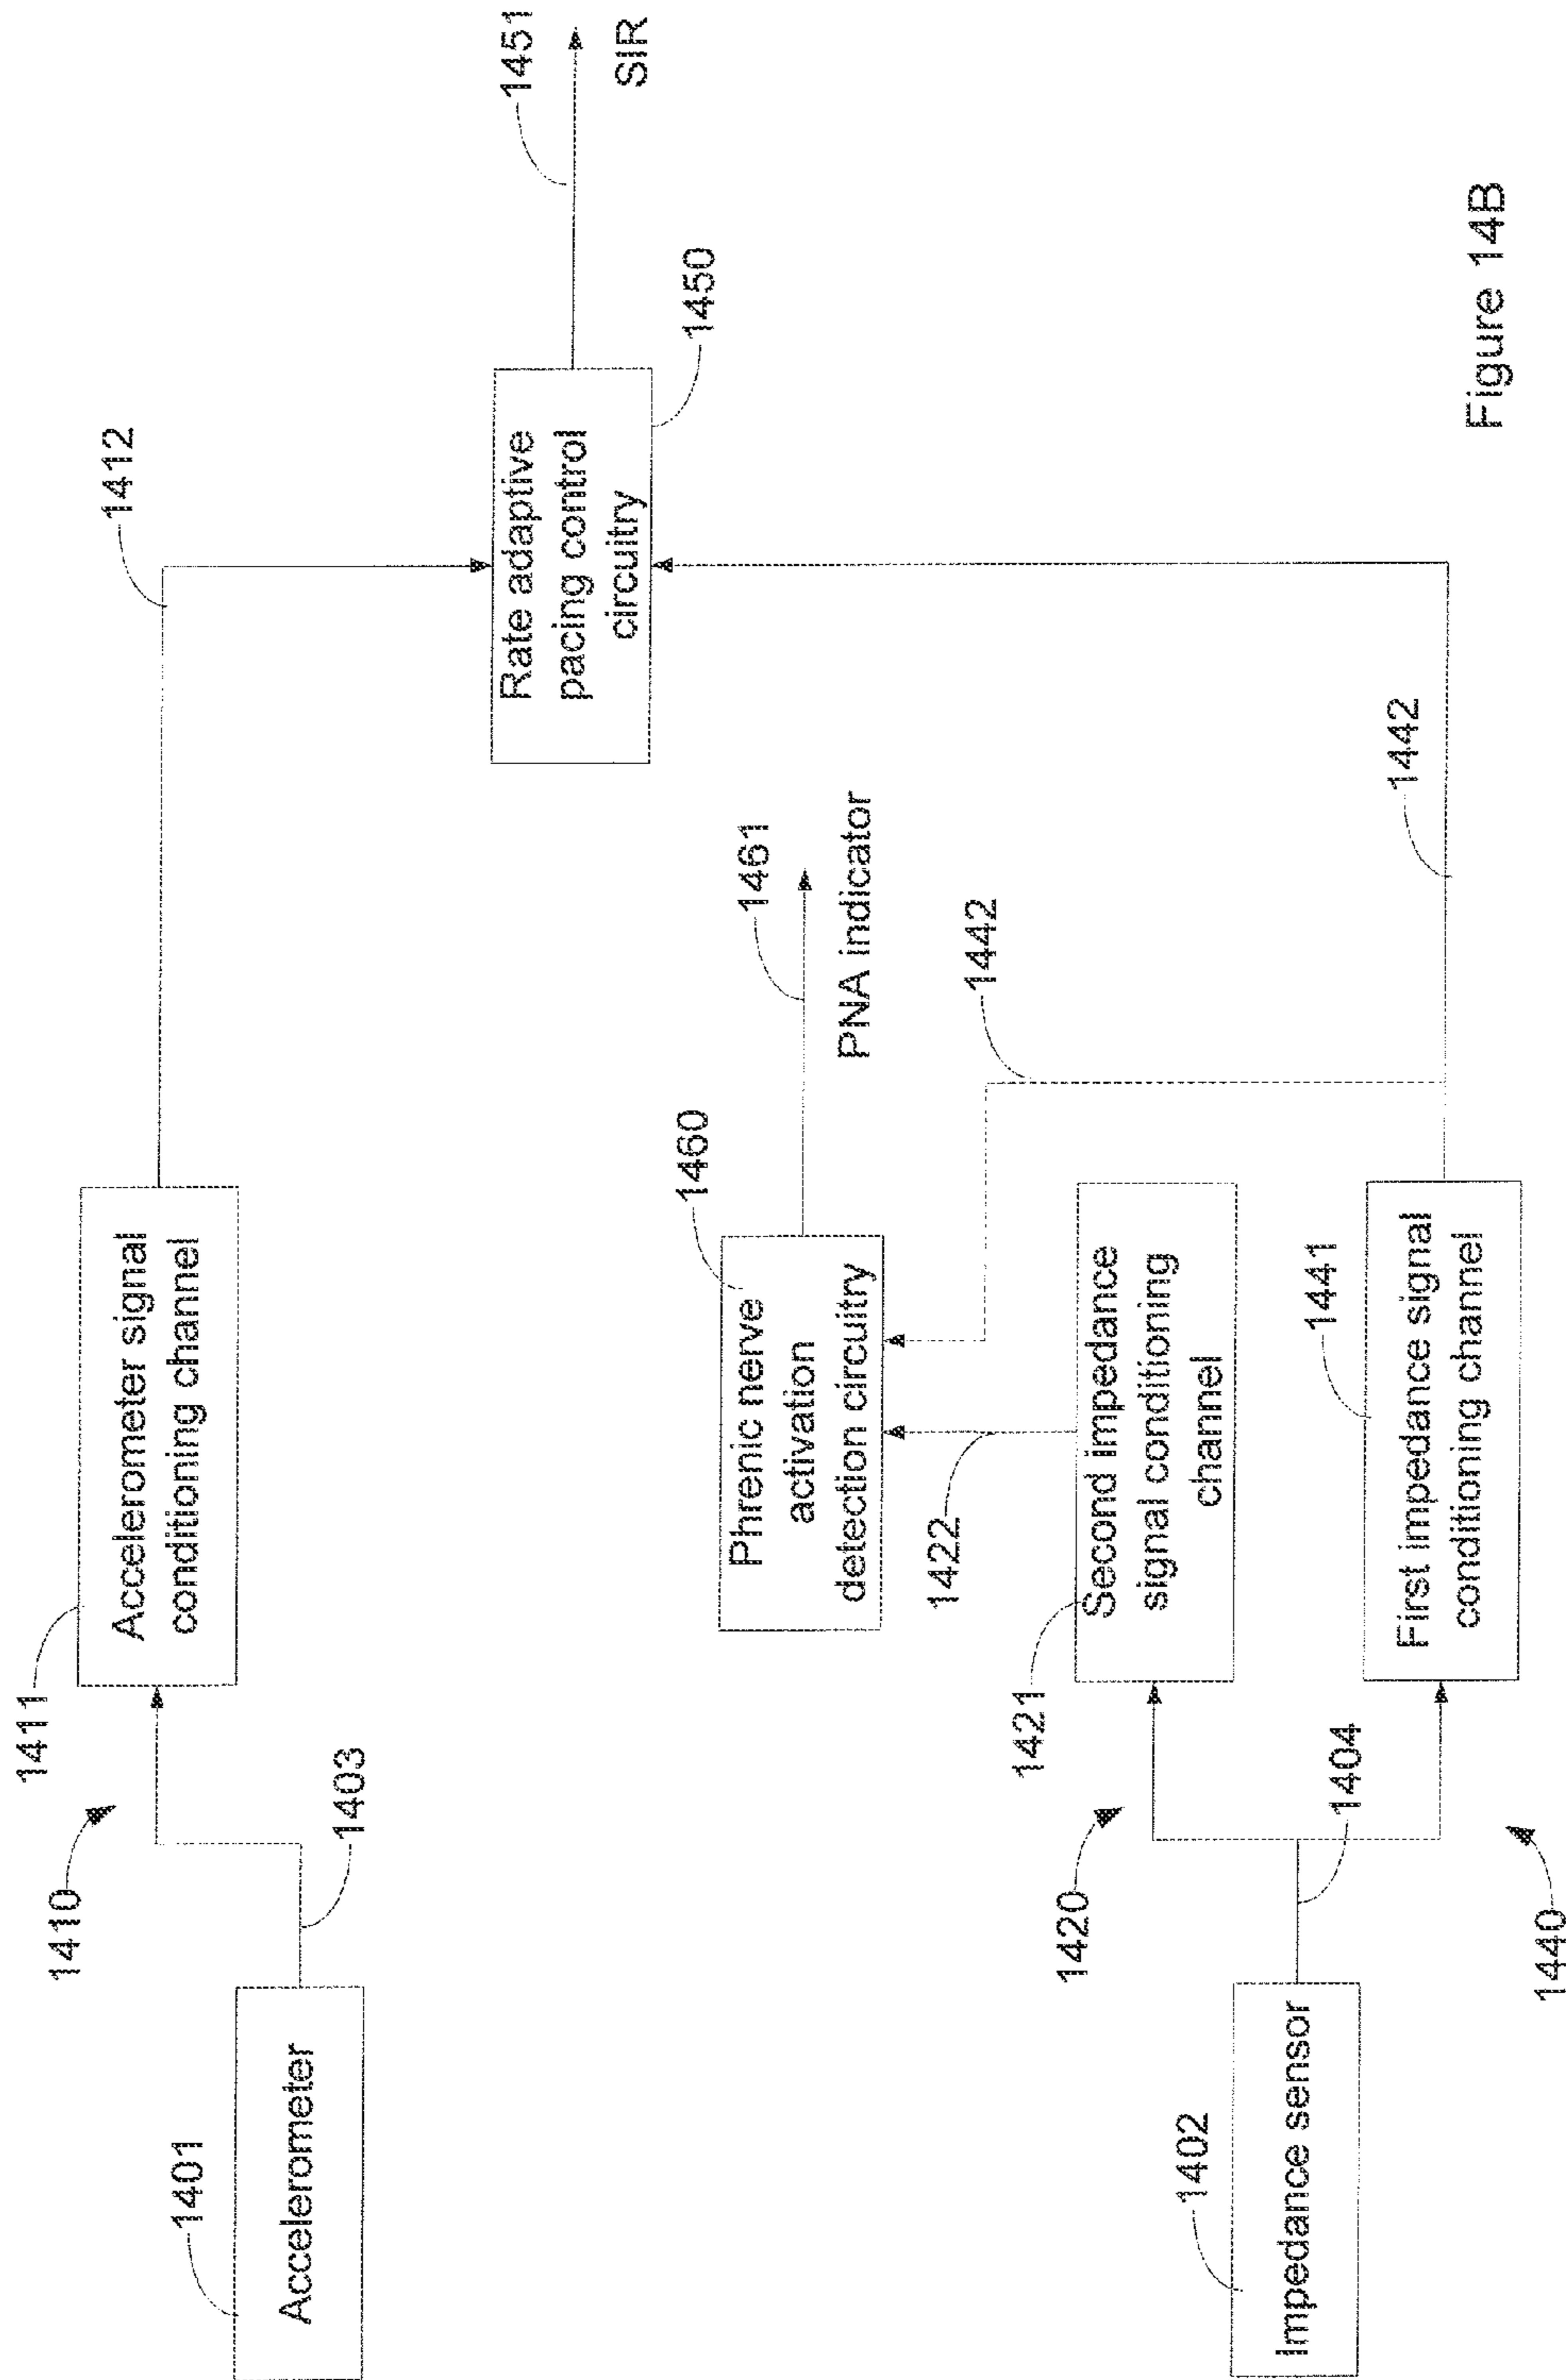 1401
Accelerometer
1403
1410
1411
Accelerometer signal
conditioning channel
1412
Rate adaptive
pacing control
circuitry
1450
1451
SIR
Phrenic nerve
activation
detection circuitry
1460
1461
PNA indicator
1422
1442
1442
1402
Impedance sensor
1404
1420
1421
Second impedance
signal conditioning
channel
1440
1441
First impedance signal
conditioning channel
Figure 14B